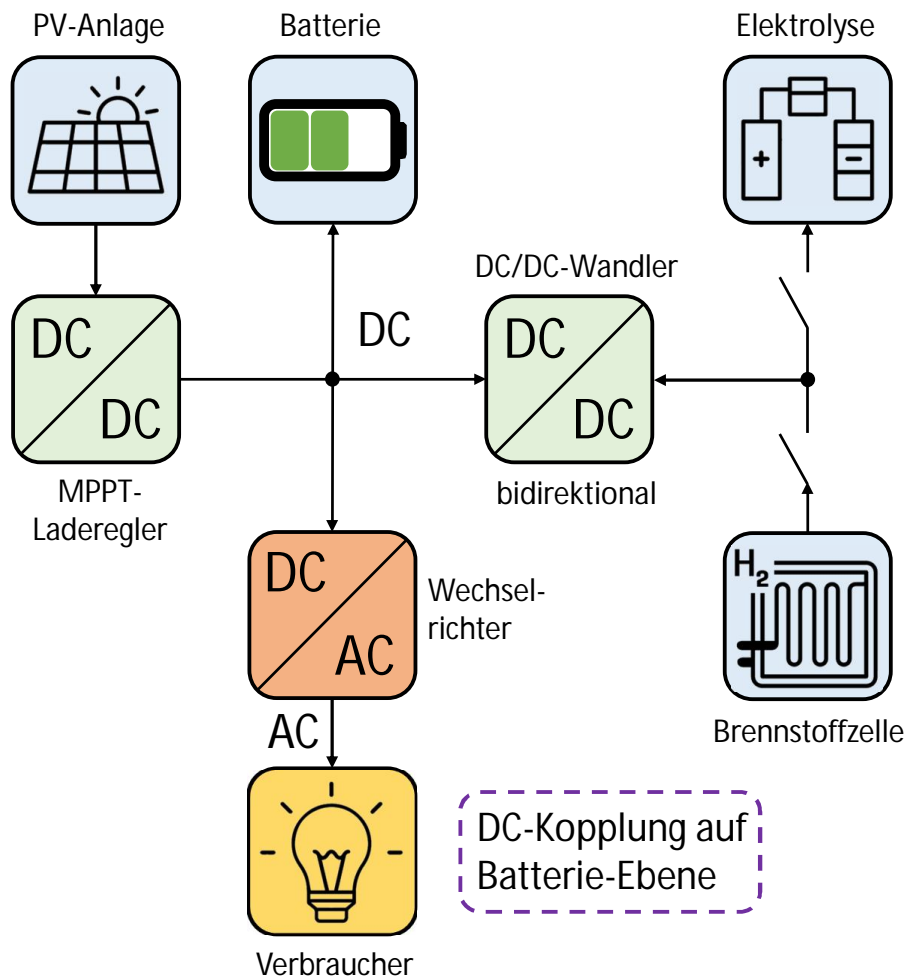 PV-Anlage
Batterie
Elektrolyse
+
-
DC/DC-Wandler
DC
DC
DC
DC
DC
MPPT-
Laderegler
bidirektional
DC
AC
Wechsel-
richter
H2
Brennstoffzelle
AC
DC-Kopplung auf
Batterie-Ebene
Verbraucher